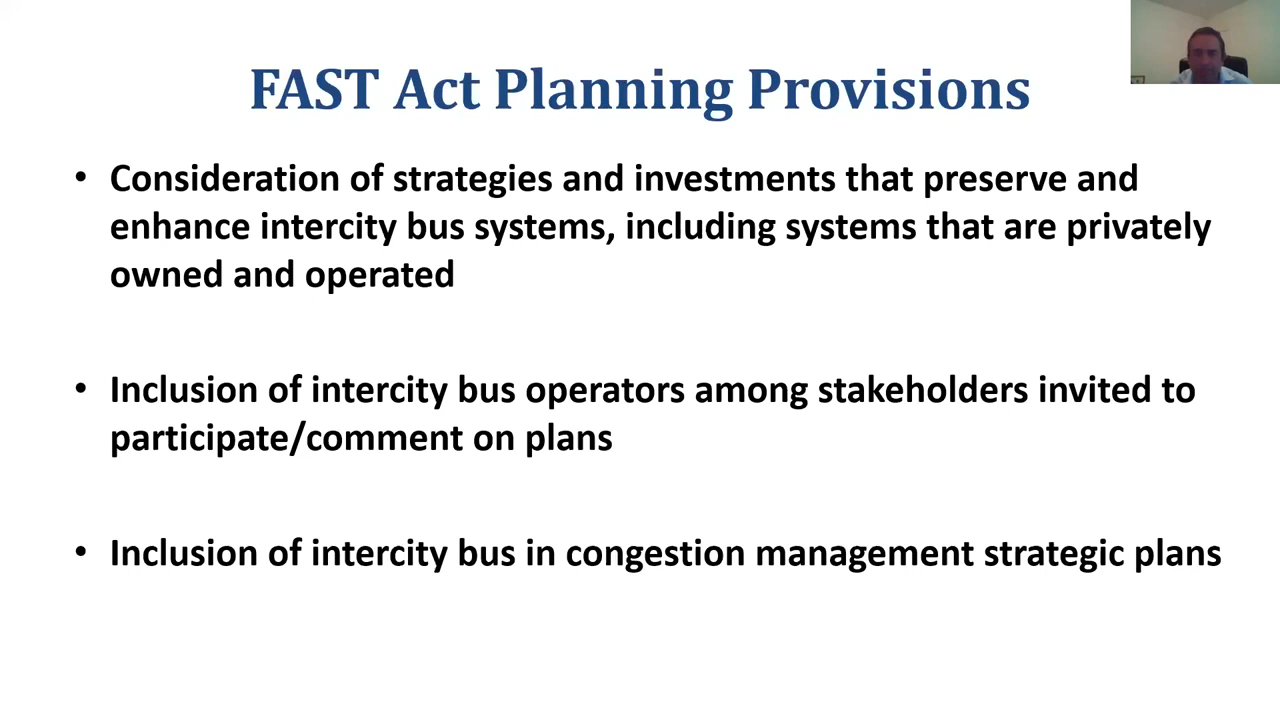 FAST Act Planning Provisions
• Consideration of strategies and investments that preserve and
enhance intercity bus systems, including systems that are privately
owned and operated
• Inclusion of intercity bus operators among stakeholders invited to
participate/comment on plans
• Inclusion of intercity bus in congestion management strategic plans